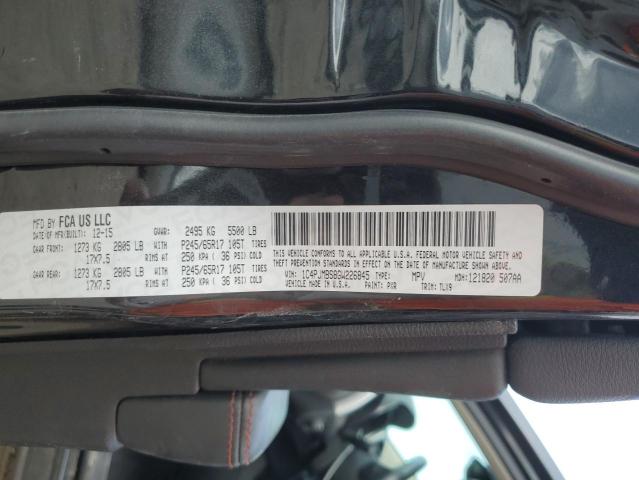 MFD BY FCA US LLC
DATE OF MFR(BUILT): 12-15 GVWR: 2495 KG 5500 LB
GAWR FRONT: 1273 KG 2805 LB WITH P245/65R17 105T TIRES
17X7.5 RIMS AT 250 KPA ( 36 PSI) COLD
GAWR REAR: 1273 KG 2805 LB WITH P245/65R17 105T TIRES
17X7.5 RIMS AT 250 KPA ( 36 PSI) COLD
THIS VEHICLE CONFORMS TO ALL APPLICABLE U.S.A. FEDERAL MOTOR VEHICLE SAFETY AND
THEFT PREVENTION STANDARDS IN EFFECT ON THE DATE OF MANUFACTURE SHOWN ABOVE.
VIN: 1C4PJMBS8GW226845 TYPE: MPV MDH: 121820 507AA
VEHICLE MADE IN U.S.A. PAINT: PXR TRIM: TLX9